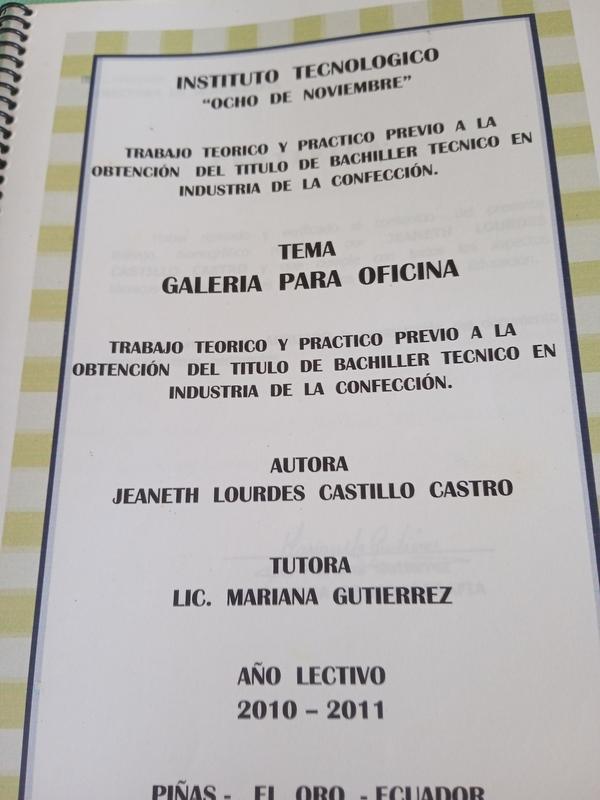 INSTITUTO TECNOLOGICO
"OCHO DE NOVIEMBRE"
TRABAJO TEORICO Y PRACTICO PREVIO A LA
OBTENCIÓN DEL TITULO DE BACHILLER TECNICO EN
INDUSTRIA DE LA CONFECCIÓN.
TEMA
GALERIA PARA OFICINA
TRABAJO TEORICO Y PRACTICO PREVIO A LA
OBTENCIÓN DEL TITULO DE BACHILLER TECNICO EN
INDUSTRIA DE LA CONFECCIÓN.
AUTORA
JEANETH LOURDES CASTILLO CASTRO
TUTORA
LIC. MARIANA GUTIERREZ
AÑO LECTIVO
2010 – 2011
PIÑAS - EL ORO - ECUADOR